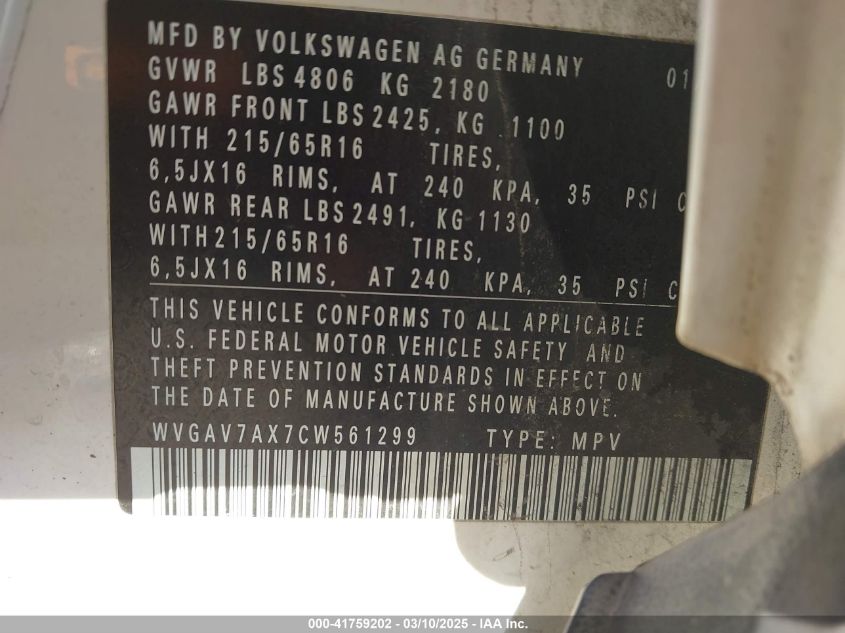 MFD BY VOLKSWAGEN AG GERMANY 01
GVWR LBS 4806 KG 2180
GAWR FRONT LBS 2425, KG 1100
WITH 215/65R16 TIRES,
6,5JX16 RIMS, AT 240 KPA, 35 PSI C
GAWR REAR LBS 2491, KG 1130
WITH 215/65R16 TIRES,
6,5JX16 RIMS, AT 240 KPA, 35 PSI C
THIS VEHICLE CONFORMS TO ALL APPLICABLE
U.S. FEDERAL MOTOR VEHICLE SAFETY AND
THEFT PREVENTION STANDARDS IN EFFECT ON
THE DATE OF MANUFACTURE SHOWN ABOVE.
WVGAV7AX7CW561299 TYPE: MPV
000-41759202 — 03/10/2025 — IAA Inc.